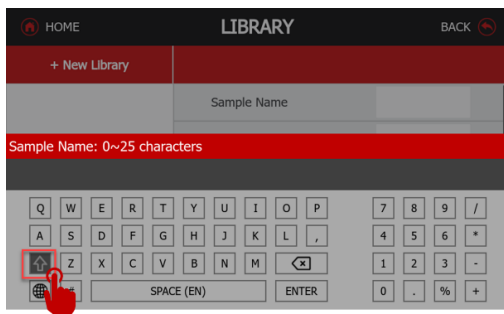 HOME LIBRARY BACK
+ New Library
Sample Name
Sample Name: 0~25 characters
Q W E R T Y U I O P 7 8 9 /
A S D F G H J K L , 4 5 6 *
Z X C V B N M 1 2 3 -
SPACE (EN) ENTER 0 . % +